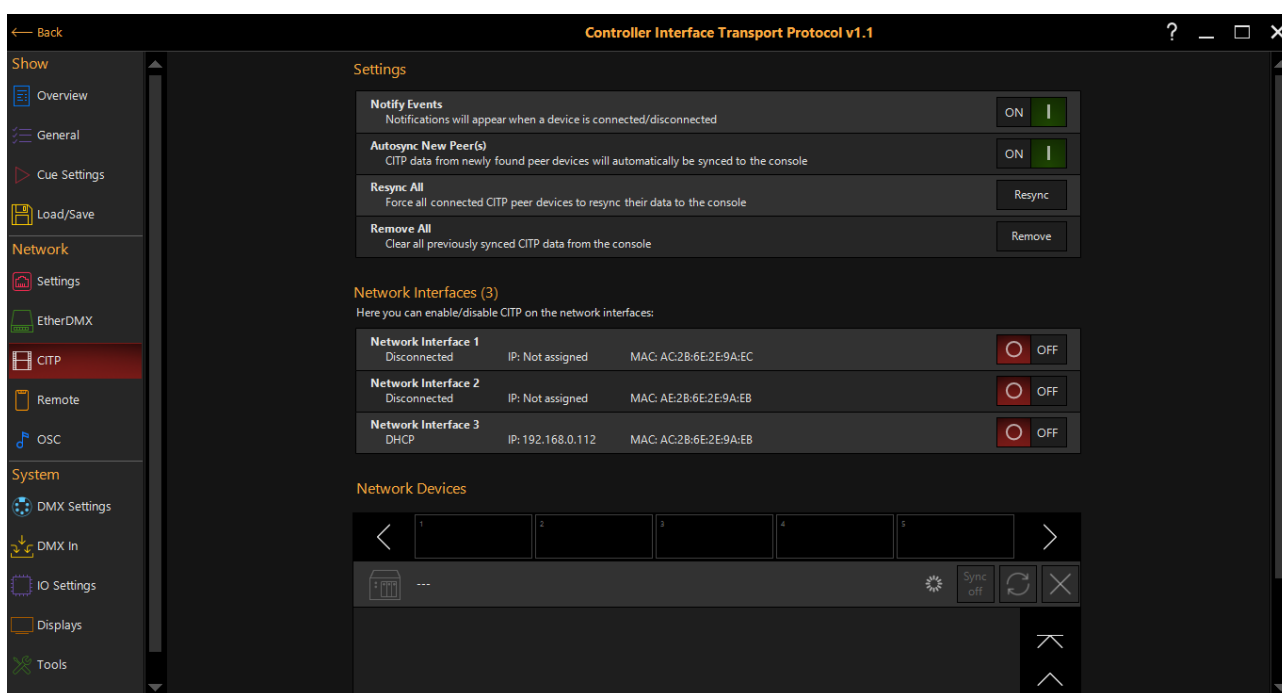 Back
Controller Interface Transport Protocol v1.1
?
Show
Overview
General
Cue Settings
Load/Save
Network
Settings
EtherDMX
CITP
Remote
OSC
System
DMX Settings
DMX In
IO Settings
Displays
Tools
Settings
Notify Events
Notifications will appear when a device is connected/disconnected
ON
Autosync New Peer(s)
CITP data from newly found peer devices will automatically be synced to the console
ON
Resync All
Force all connected CITP peer devices to resync their data to the console
Resync
Remove All
Clear all previously synced CITP data from the console
Remove
Network Interfaces (3)
Here you can enable/disable CITP on the network interfaces:
Network Interface 1
Disconnected IP: Not assigned MAC: AC:2B:6E:2E:9A:EC
OFF
Network Interface 2
Disconnected IP: Not assigned MAC: AE:2B:6E:2E:9A:EB
OFF
Network Interface 3
DHCP IP: 192.168.0.112 MAC: AC:2B:6E:2E:9A:EB
OFF
Network Devices
1 2 3 4 5
---
Sync
off